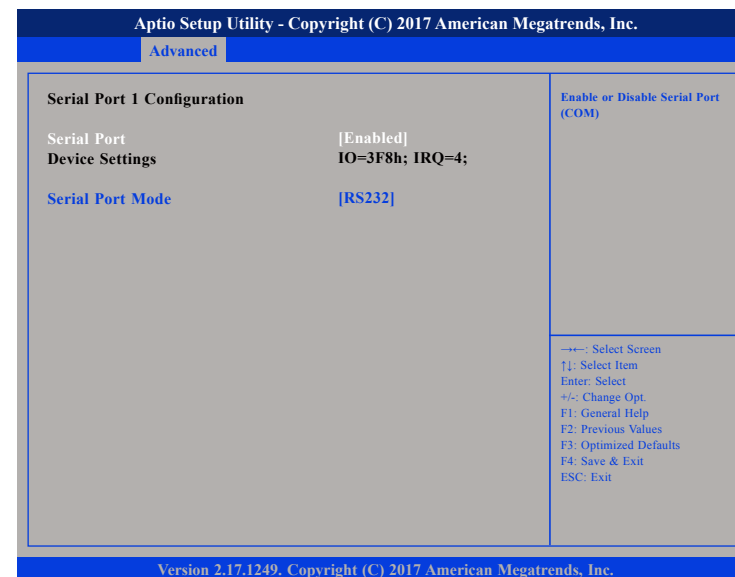 Aptio Setup Utility - Copyright (C) 2017 American Megatrends, Inc.
Advanced
Serial Port 1 Configuration
Serial Port [Enabled]
Device Settings IO=3F8h; IRQ=4;
Serial Port Mode [RS232]
Enable or Disable Serial Port
(COM)
→←: Select Screen
↑↓: Select Item
Enter: Select
+/-: Change Opt.
F1: General Help
F2: Previous Values
F3: Optimized Defaults
F4: Save & Exit
ESC: Exit
Version 2.17.1249. Copyright (C) 2017 American Megatrends, Inc.